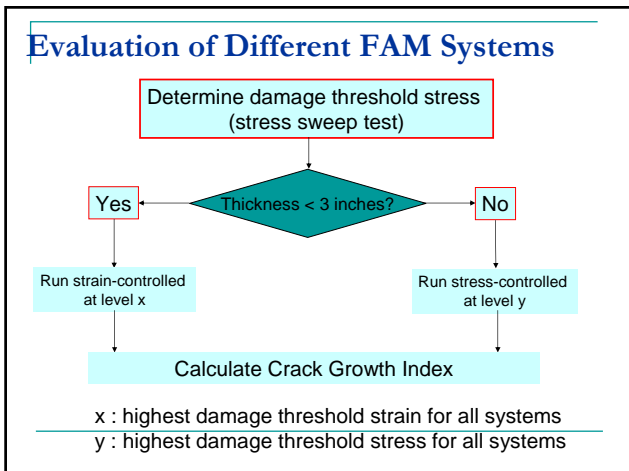 Evaluation of Different FAM Systems
Determine damage threshold stress
(stress sweep test)
Yes
Thickness < 3 inches?
No
Run strain-controlled
at level x
Run stress-controlled
at level y
Calculate Crack Growth Index
x : highest damage threshold strain for all systems
y : highest damage threshold stress for all systems